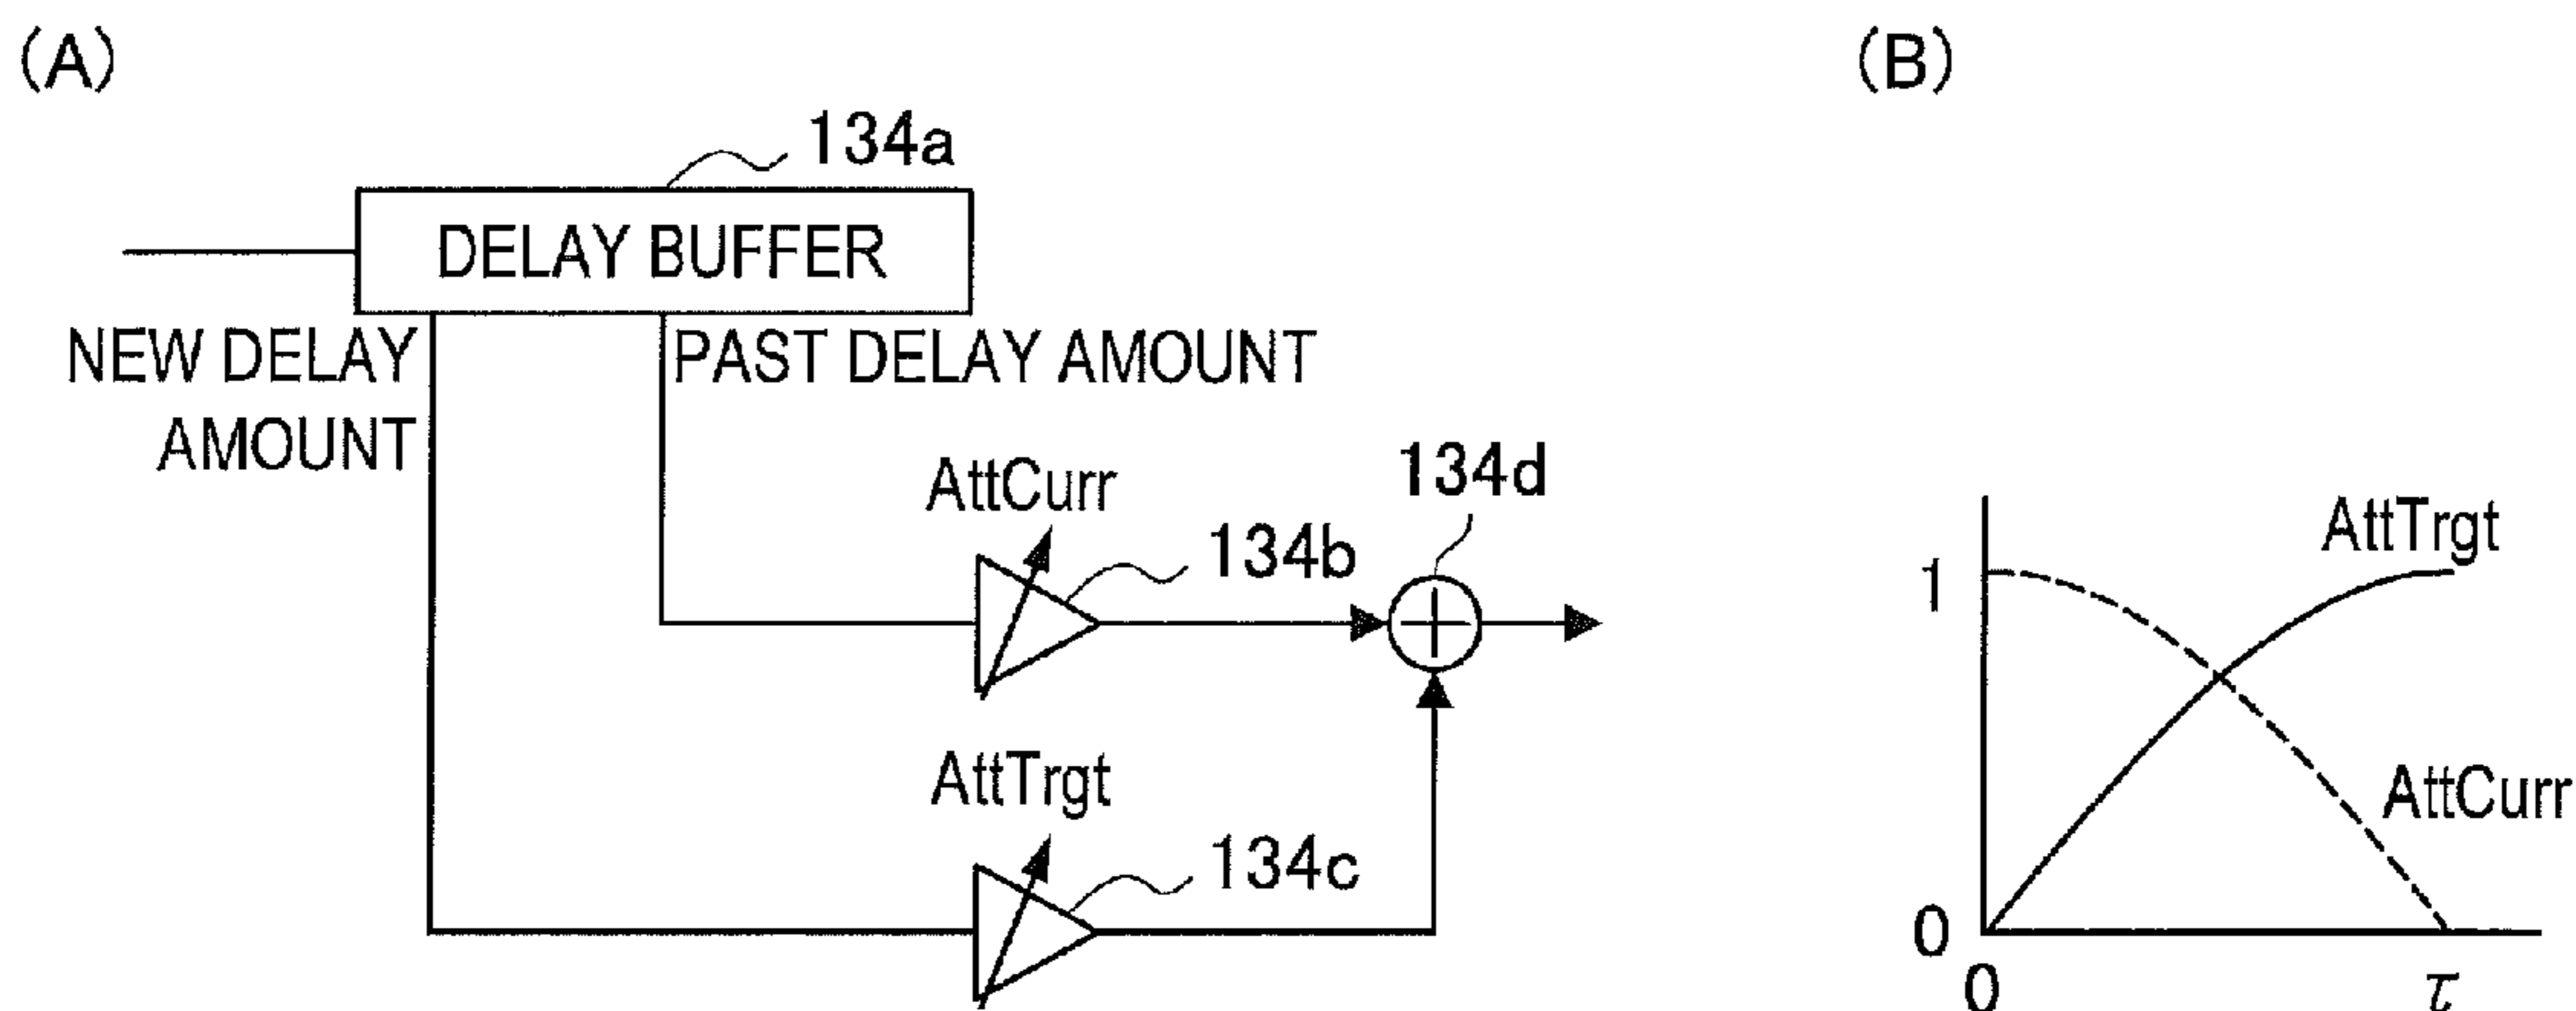 (A)
134a
DELAY BUFFER
NEW DELAY
AMOUNT
PAST DELAY AMOUNT
AttCurr
134b
134d
AttTrgt
134c
(B)
1
AttTrgt
AttCurr
0
0
τ